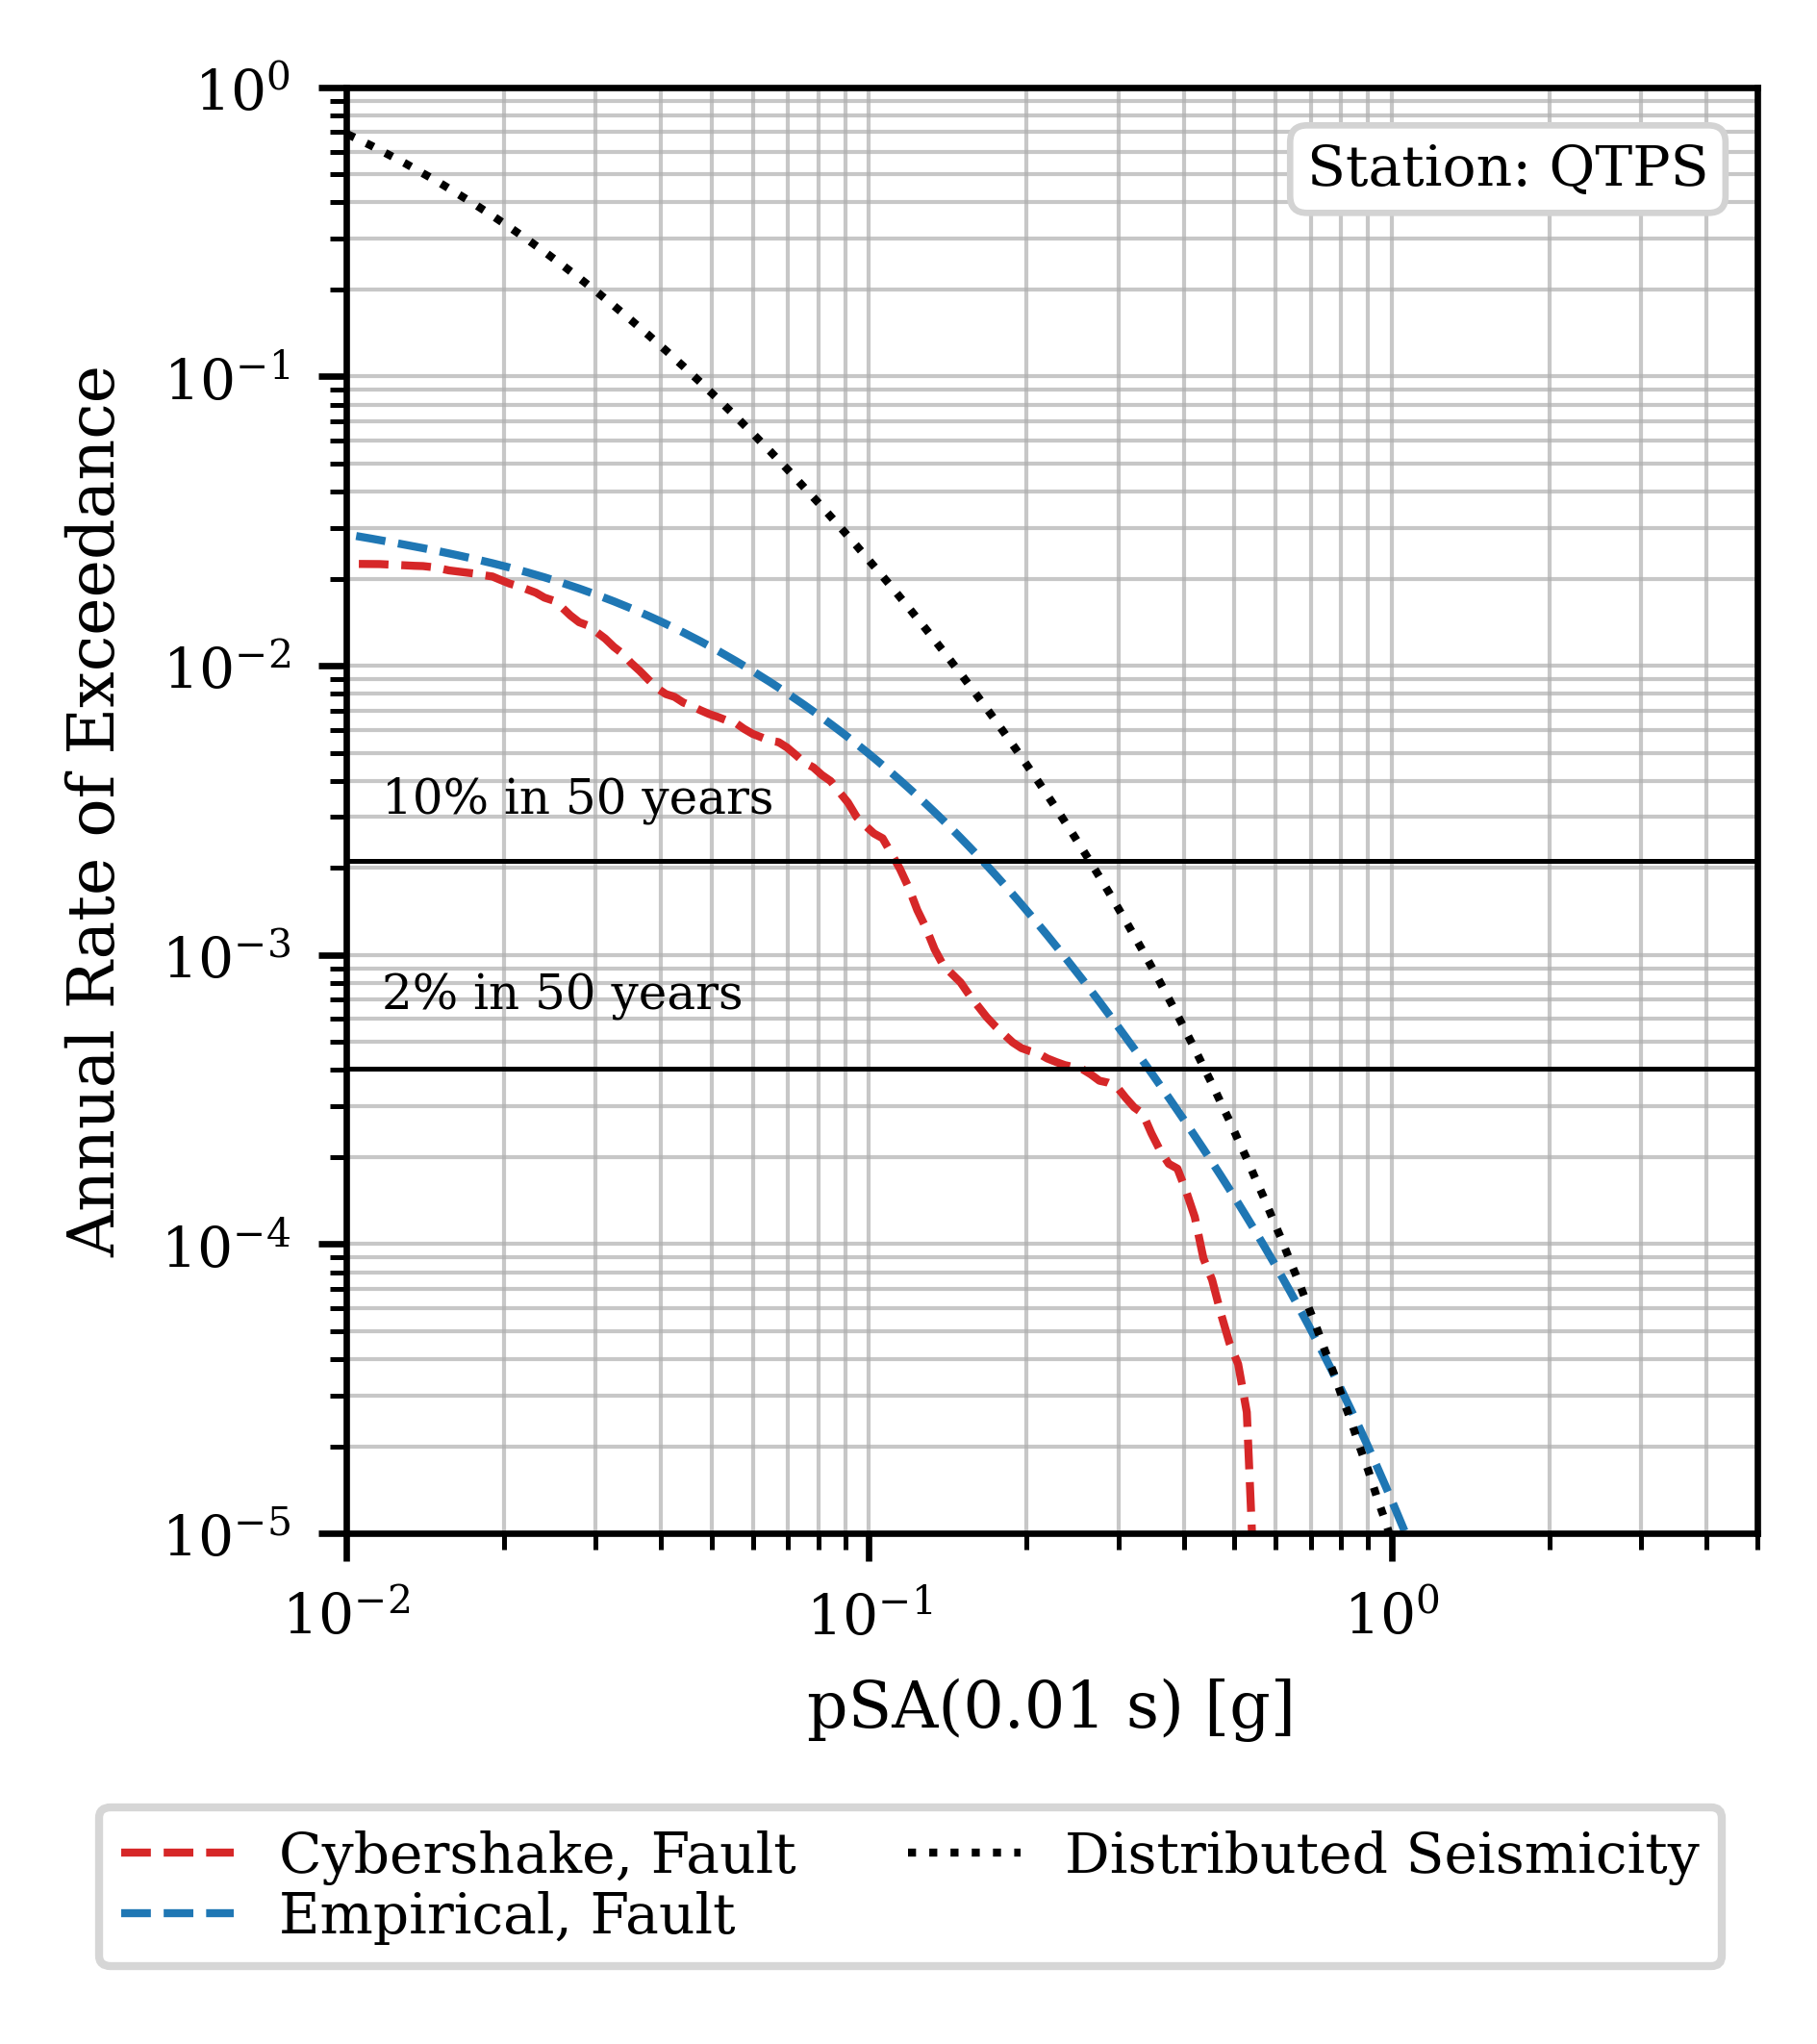 Station: QTPS
10⁰
10⁻¹
10⁻²
10⁻³
10⁻⁴
10⁻⁵
Annual Rate of Exceedance
10% in 50 years
2% in 50 years
10⁻²
10⁻¹
10⁰
pSA(0.01 s) [g]
Cybershake, Fault
Empirical, Fault
Distributed Seismicity